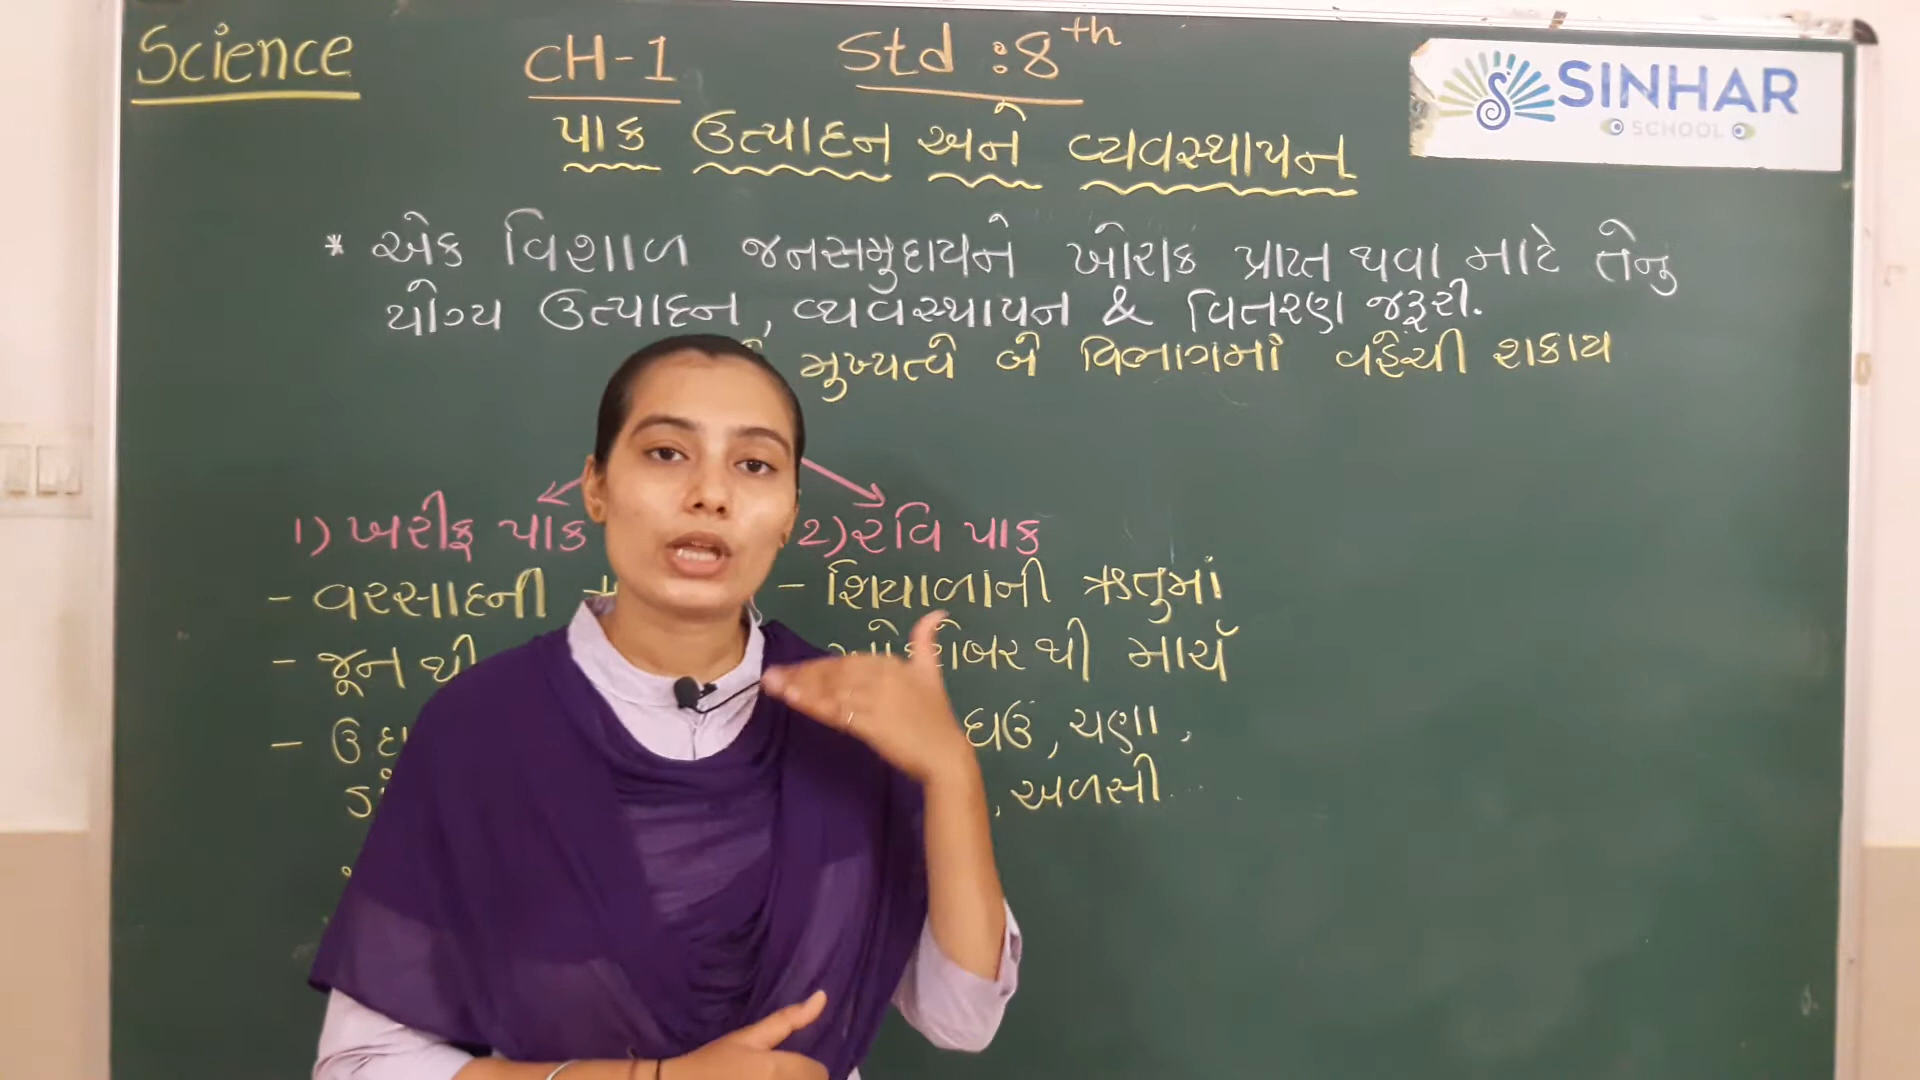 Science CH-1 Std : 8th
SINHAR
SCHOOL
પાક ઉત્પાદન અને વ્યવસ્થાપન
* એક વિશાળ જનસમુદાયને ખોરાક પ્રાપ્ત થવા માટે તેનુ
યોગ્ય ઉત્પાદન, વ્યવસ્થાપન & વિતરણ જરૂરી.
મુખ્યત્વે બે વિભાગમાં વહેંચી શકાય
1) ખરીફ પાક 2) રવિ પાક
- વરસાદની - શિયાળાની ઋતુમાં
- જૂન થી ઓક્ટોબર થી માર્ચ
- ઘઉં, ચણા,
, અળસી....